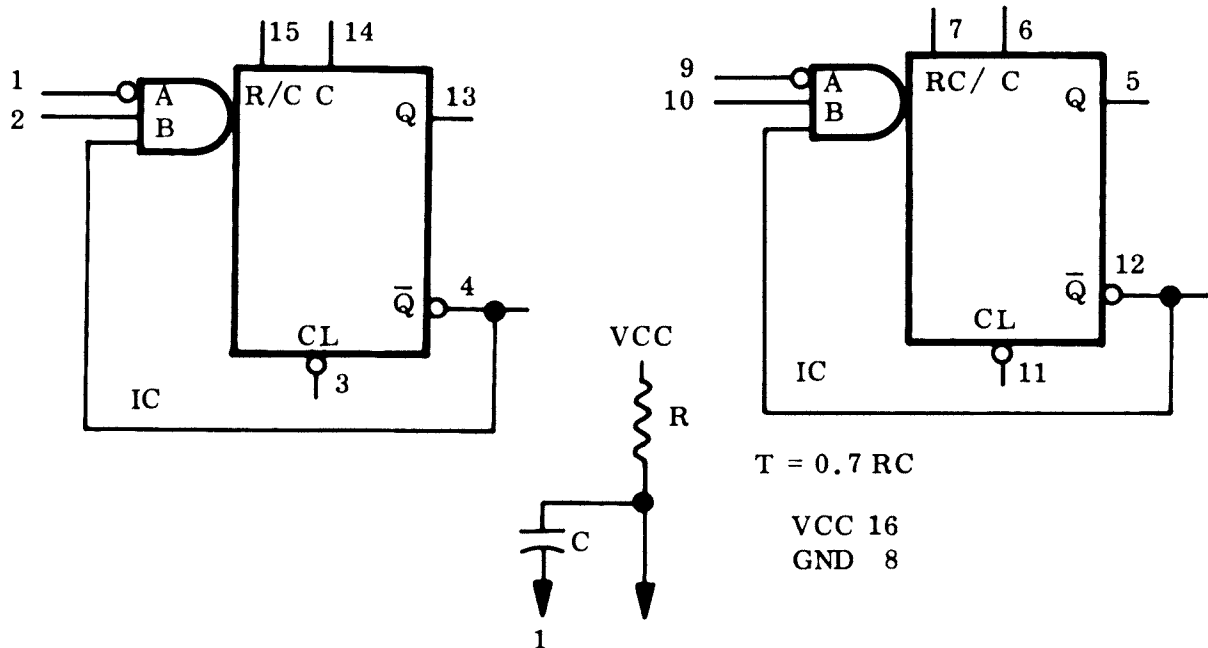 15 14
1
2
A
B
R/C C
Q
13
Q̅
4
CL
3
IC
7 6
9
10
A
B
RC/ C
Q
5
Q̅
12
CL
11
IC
VCC
R
C
1
T = 0.7 RC
VCC 16
GND 8